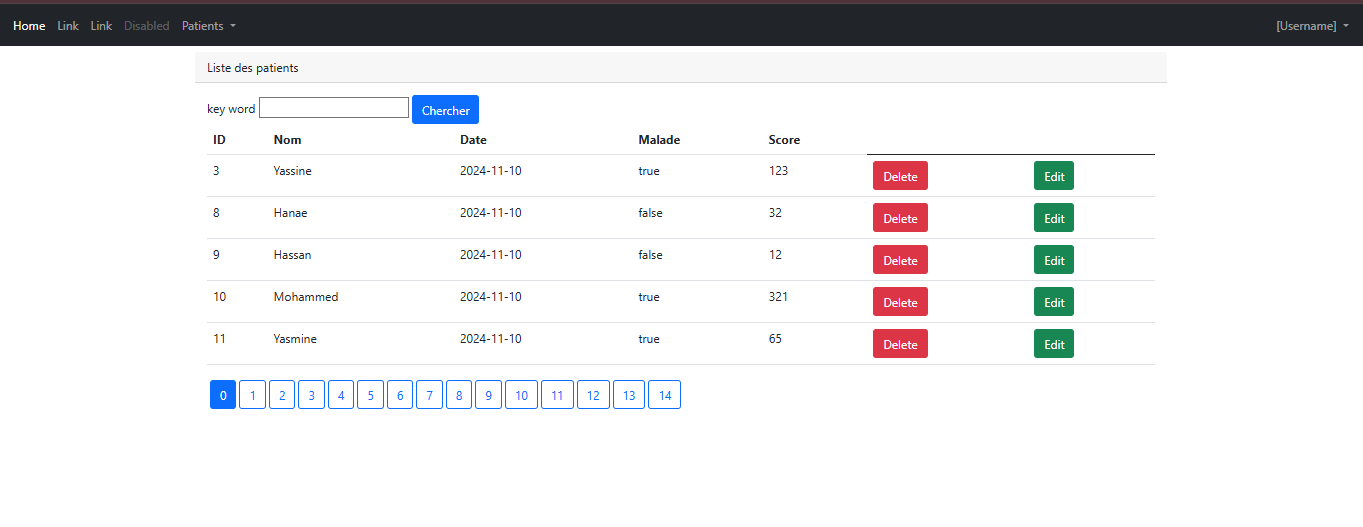 Home Link Link Disabled Patients [Username]
Liste des patients
key word Chercher
ID Nom Date Malade Score
3 Yassine 2024-11-10 true 123 Delete Edit
8 Hanae 2024-11-10 false 32 Delete Edit
9 Hassan 2024-11-10 false 12 Delete Edit
10 Mohammed 2024-11-10 true 321 Delete Edit
11 Yasmine 2024-11-10 true 65 Delete Edit
0 1 2 3 4 5 6 7 8 9 10 11 12 13 14